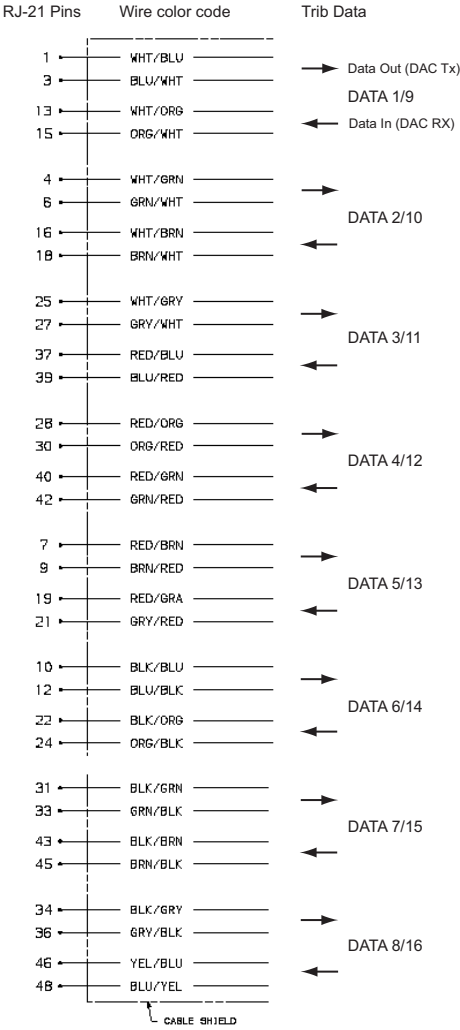 RJ-21 Pins Wire color code Trib Data
1 WHT/BLU
Data Out (DAC Tx)
3 BLU/WHT
DATA 1/9
13 WHT/ORG
Data In (DAC RX)
15 ORG/WHT
4 WHT/GRN
6 GRN/WHT
DATA 2/10
16 WHT/BRN
18 BRN/WHT
25 WHT/GRY
27 GRY/WHT
DATA 3/11
37 RED/BLU
39 BLU/RED
28 RED/ORG
30 ORG/RED
DATA 4/12
40 RED/GRN
42 GRN/RED
7 RED/BRN
9 BRN/RED
DATA 5/13
19 RED/GRA
21 GRY/RED
10 BLK/BLU
12 BLU/BLK
DATA 6/14
22 BLK/ORG
24 ORG/BLK
31 BLK/GRN
33 GRN/BLK
DATA 7/15
43 BLK/BRN
45 BRN/BLK
34 BLK/GRY
36 GRY/BLK
DATA 8/16
46 YEL/BLU
48 BLU/YEL
CABLE SHIELD